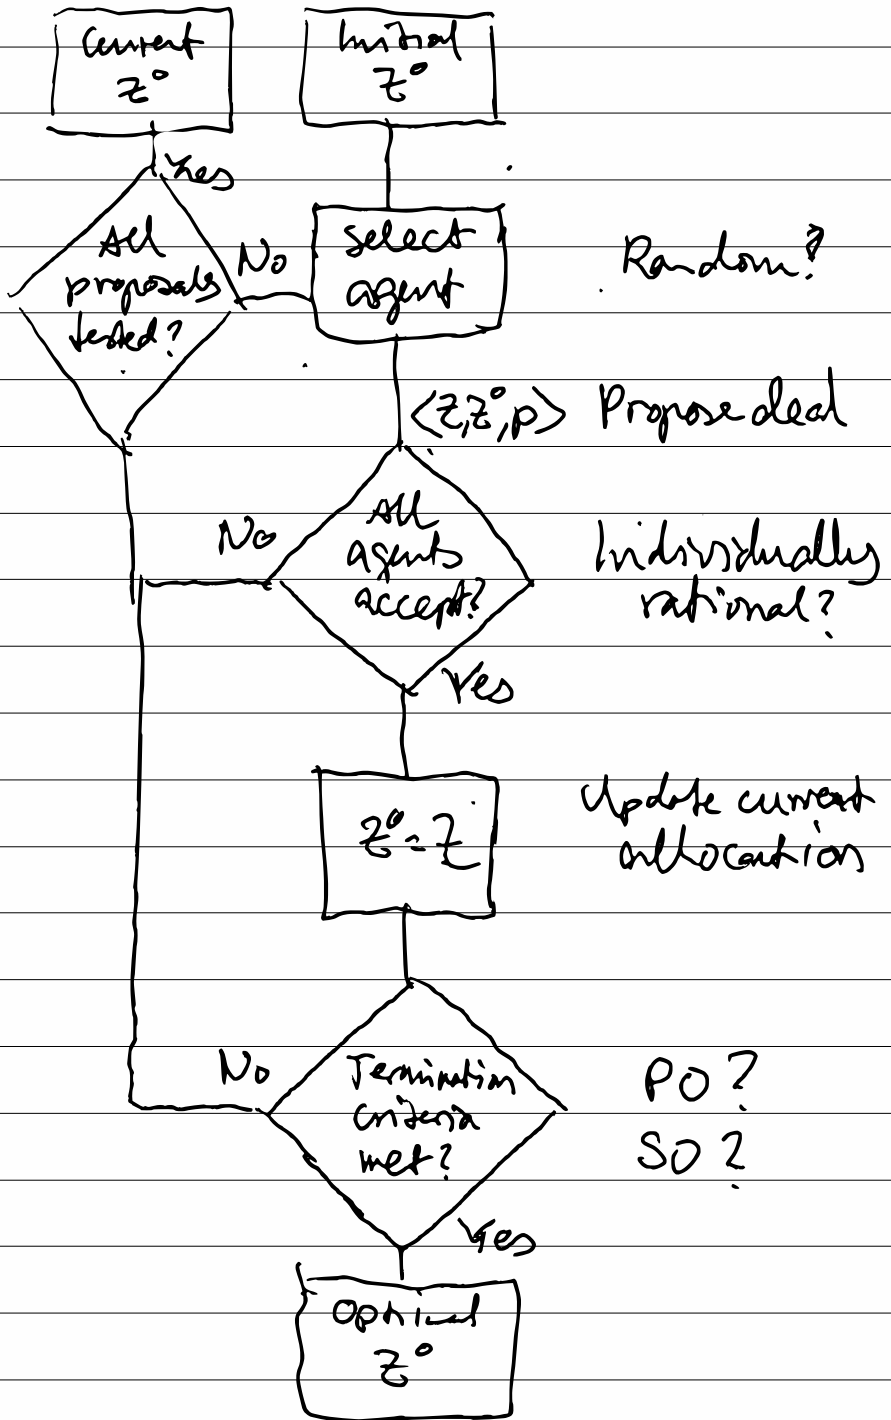 Current
Z°
Initial
Z°
Yes
All
proposals
tested?
No
Select
agent
Random?
<Z,Z°,p> Propose deal
No
All
agents
accept?
Individually
rational?
Yes
Z°=Z
Update current
allocation
No
Termination
criteria
met?
PO?
SO?
Yes
Optimal
Z°